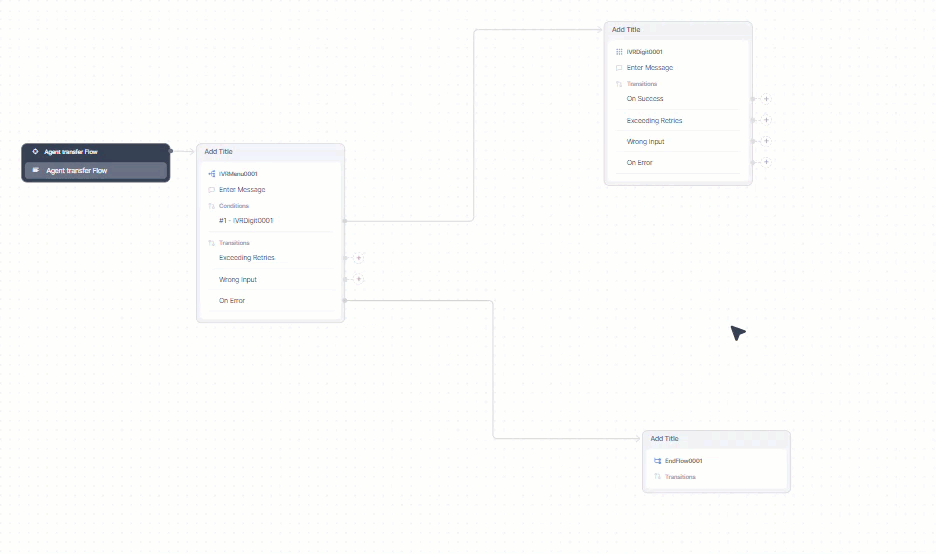 Agent transfer Flow
Agent transfer Flow
Add Title
IVRMenu0001
Enter Message
Conditions
#1 - IVRDigit0001
Transitions
Exceeding Retries
Wrong Input
On Error
Add Title
IVRDigit0001
Enter Message
Transitions
On Success
Exceeding Retries
Wrong Input
On Error
Add Title
EndFlow0001
Transitions